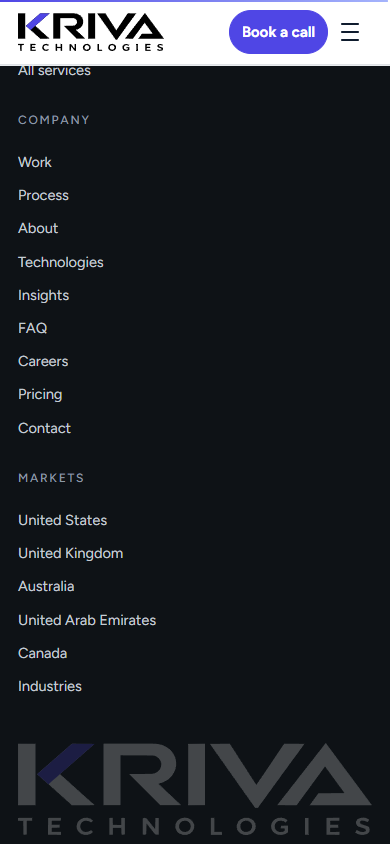 KRIVA
TECHNOLOGIES
Book a call
All services
COMPANY
Work
Process
About
Technologies
Insights
FAQ
Careers
Pricing
Contact
MARKETS
United States
United Kingdom
Australia
United Arab Emirates
Canada
Industries
KRIVA
TECHNOLOGIES